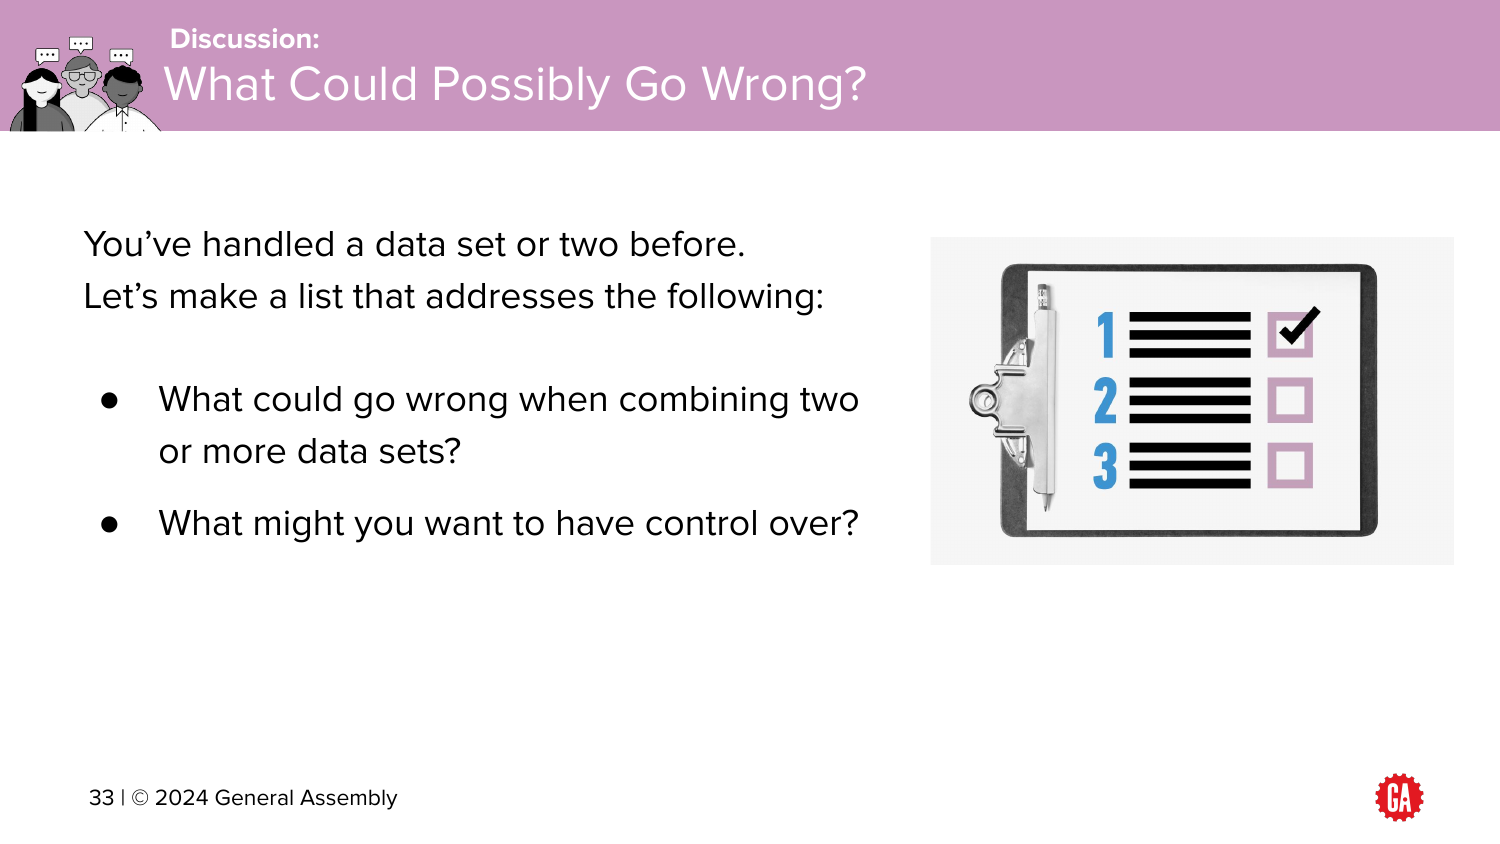 Discussion:
What Could Possibly Go Wrong?
You’ve handled a data set or two before.
Let’s make a list that addresses the following:
● What could go wrong when combining two
or more data sets?
● What might you want to have control over?
1
2
3
33 | © 2024 General Assembly
GA